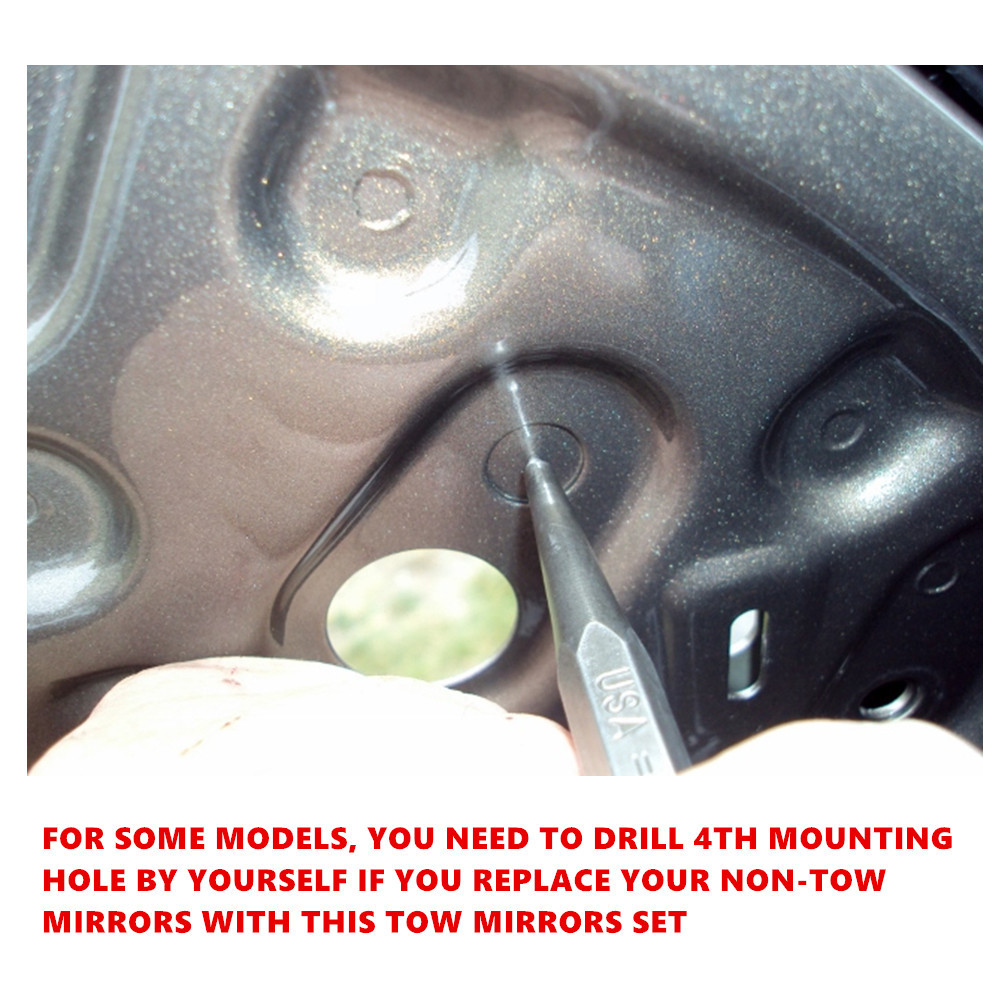 USA
FOR SOME MODELS, YOU NEED TO DRILL 4TH MOUNTING
HOLE BY YOURSELF IF YOU REPLACE YOUR NON-TOW
MIRRORS WITH THIS TOW MIRRORS SET